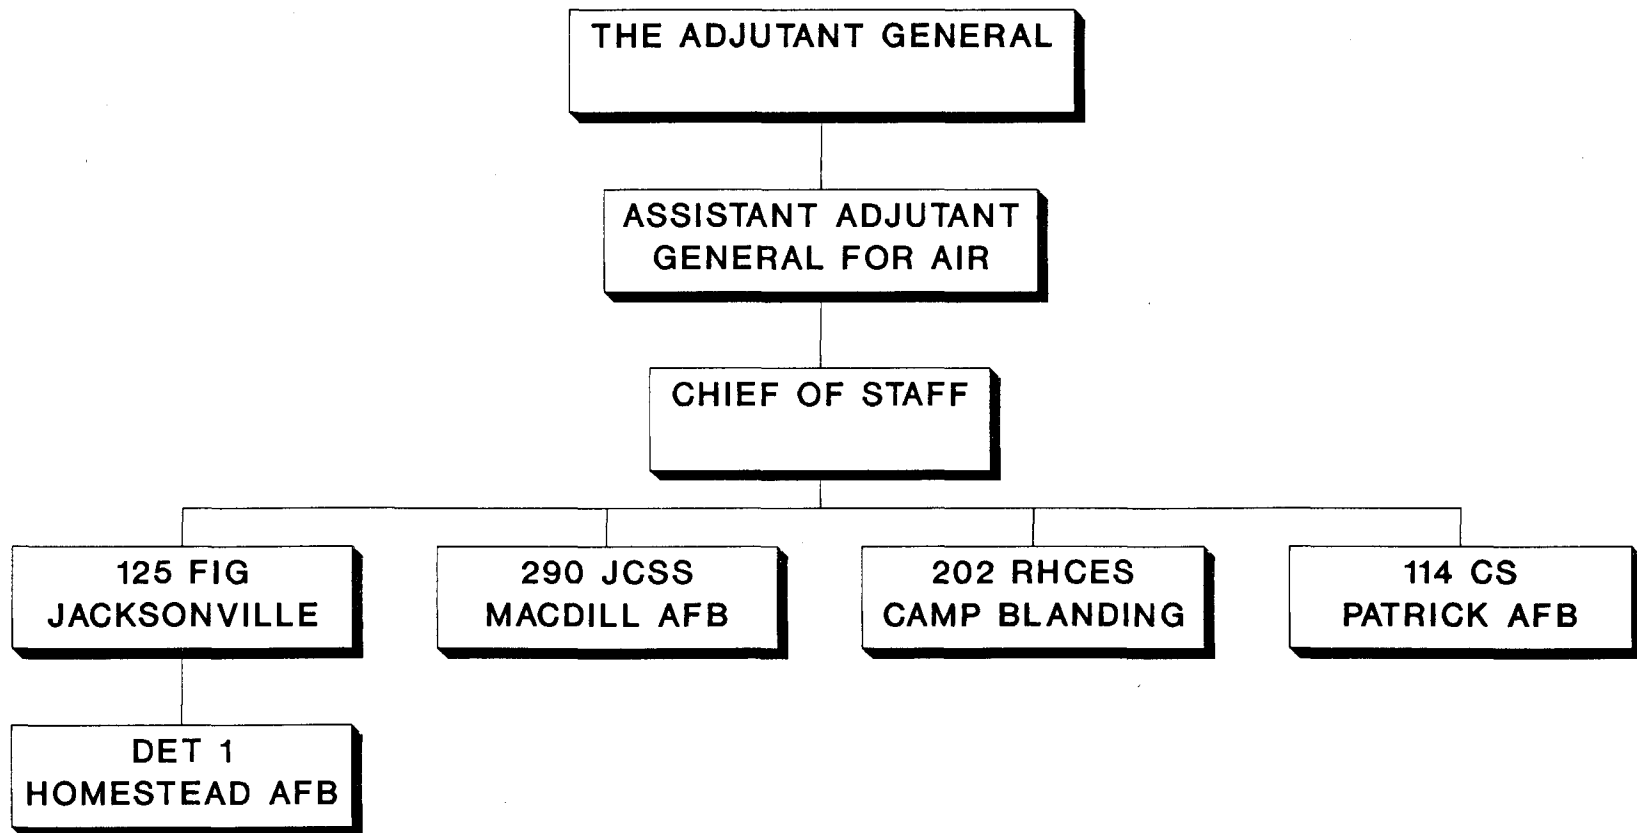 THE ADJUTANT GENERAL
ASSISTANT ADJUTANT
GENERAL FOR AIR
CHIEF OF STAFF
125 FIG
JACKSONVILLE
290 JCSS
MACDILL AFB
202 RHCES
CAMP BLANDING
114 CS
PATRICK AFB
DET 1
HOMESTEAD AFB